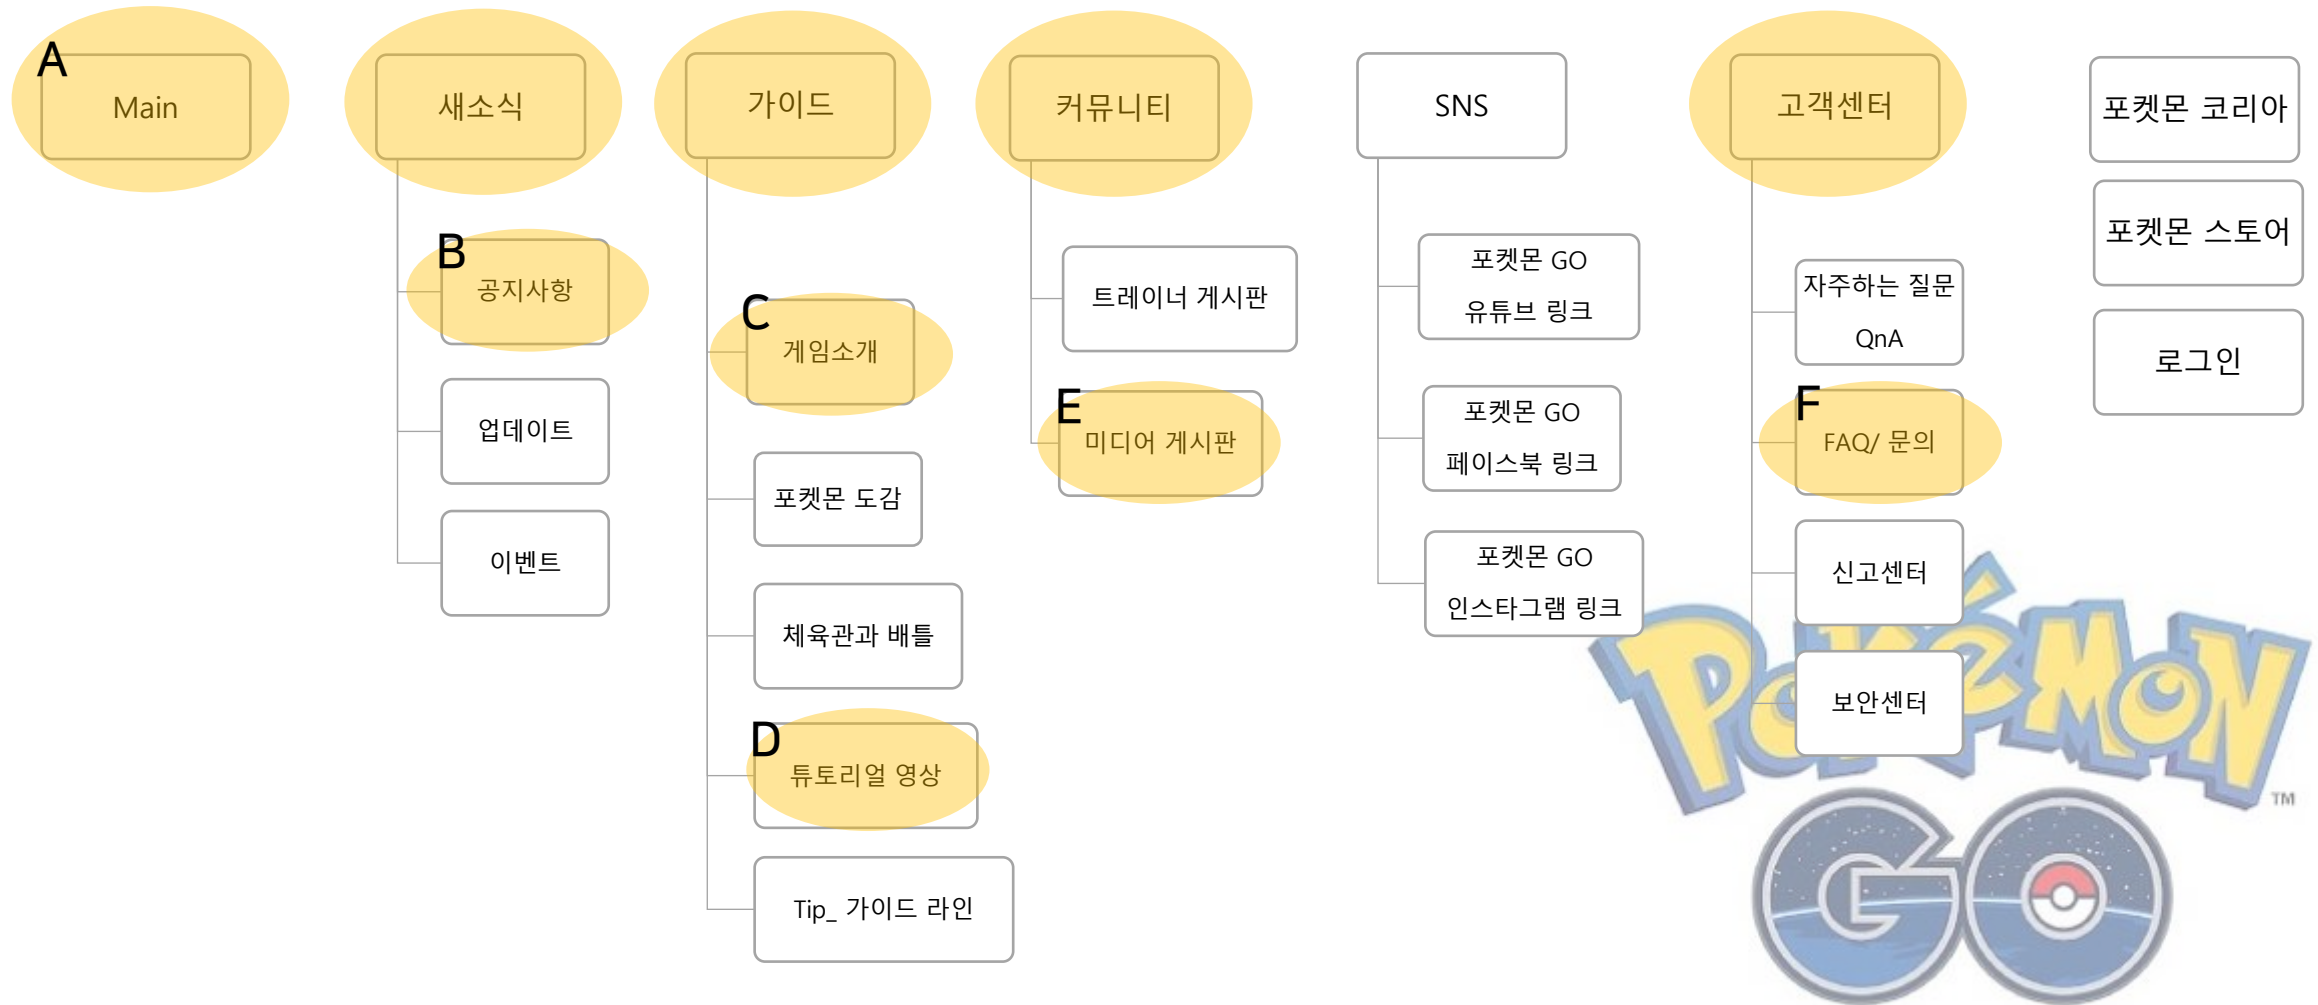 A
Main
새소식
B
공지사항
업데이트
이벤트
가이드
C
게임소개
포켓몬 도감
체육관과 배틀
D
튜토리얼 영상
Tip_ 가이드 라인
커뮤니티
트레이너 게시판
E
미디어 게시판
SNS
포켓몬 GO
유튜브 링크
포켓몬 GO
페이스북 링크
포켓몬 GO
인스타그램 링크
고객센터
자주하는 질문
QnA
F
FAQ/ 문의
신고센터
보안센터
포켓몬 코리아
포켓몬 스토어
로그인
POKÉMON
TM
GO